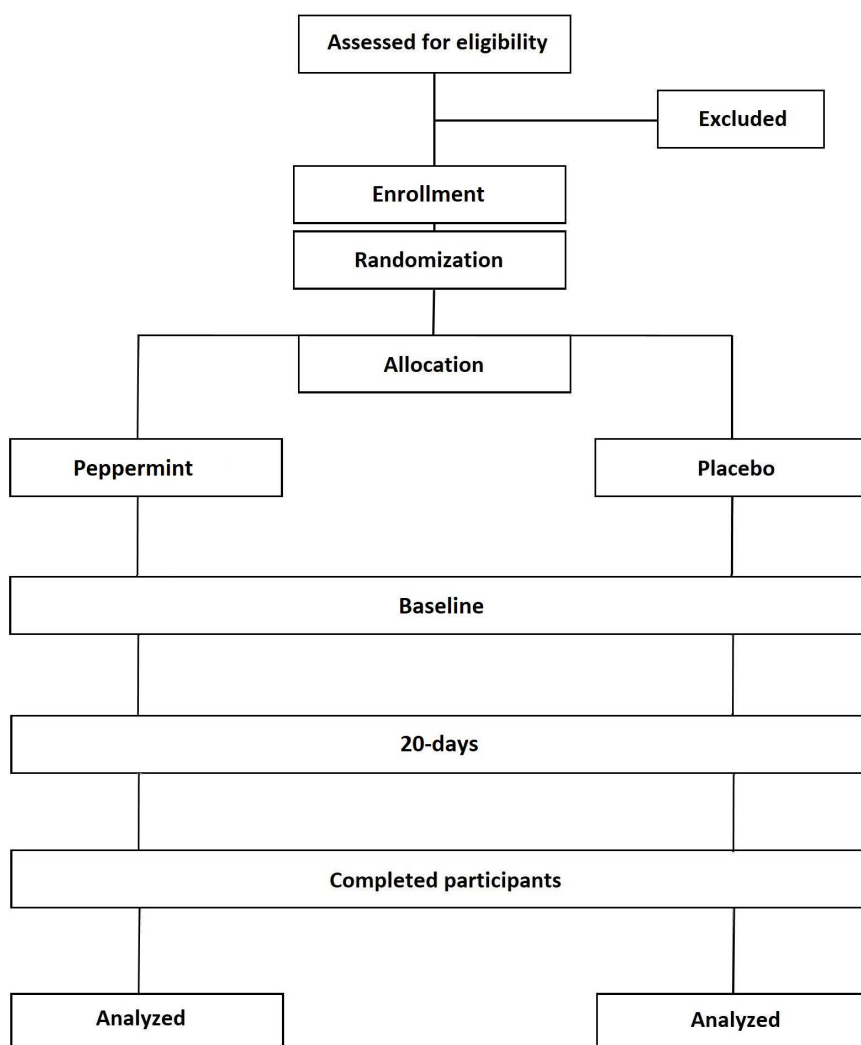 Assessed for eligibility
Excluded
Enrollment
Randomization
Allocation
Peppermint
Placebo
Baseline
20-days
Completed participants
Analyzed
Analyzed